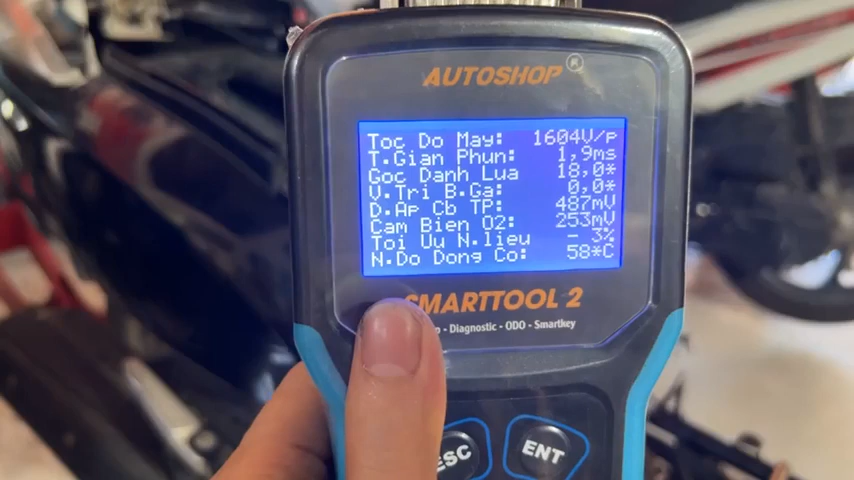 AUTOSHOP ®
Toc Do May: 1604V/p
T.Gian Phun: 1,9ms
Goc Danh Lua 18,0*
V.Tri B.Ga: 0,0*
D.Ap Cb TP: 487mV
Cam Bien O2: 253mV
Toi Uu N.lieu - 3%
N.Do Dong Co: 58*C
SMARTTOOL 2
- Diagnostic - ODO - Smartkey
ESC
ENT